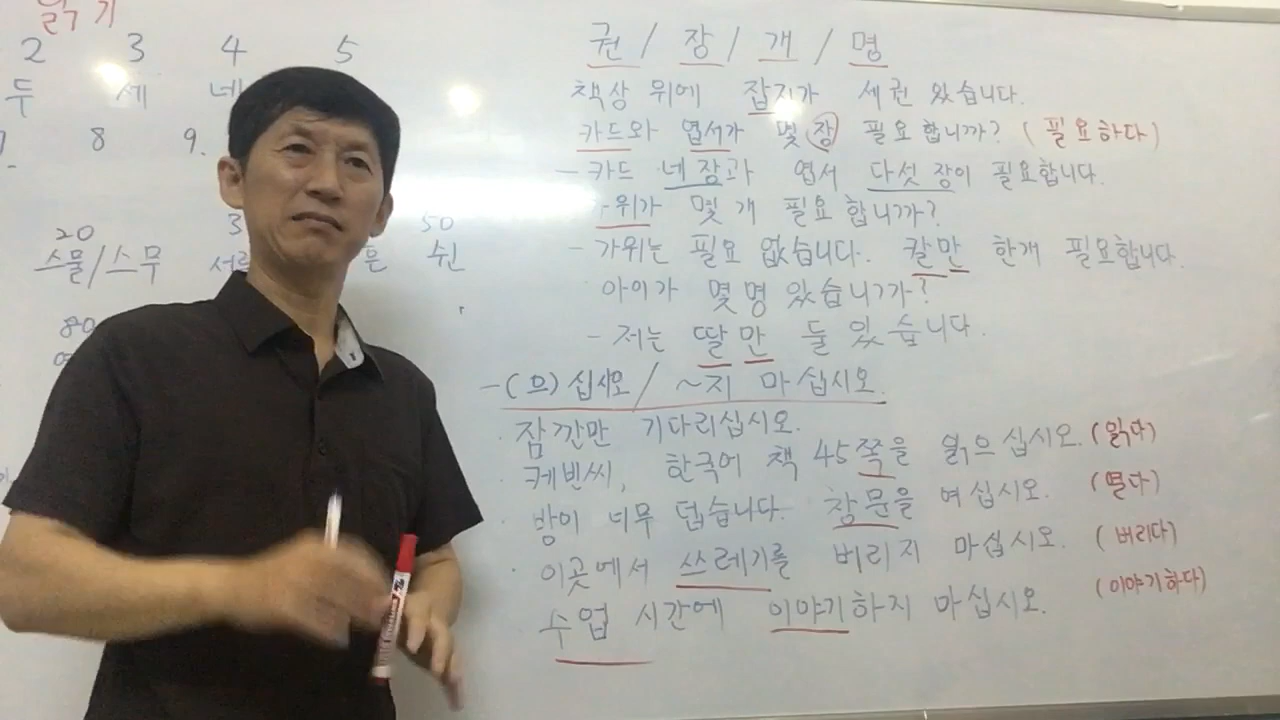 읽기
2 3 4 5
두 세 네
8 9.
20 50
스물/스무 쉰
80
권 / 장 / 개 / 명
책상 위에 잡지가 세권 있습니다.
카드와 엽서가 몇 장 필요합니까? (필요하다)
- 카드 네 장과 엽서 다섯 장이 필요합니다.
위가 몇 개 필요합니까?
- 가위는 필요 없습니다. 칼만 한개 필요합니다.
아이가 몇명 있습니까?
- 저는 딸만 둘 있습니다.
-(으)십시오/ ~지 마십시오.
· 잠깐만 기다리십시오.
· 케빈씨, 한국어 책 45쪽을 읽으십시오. (읽다)
· 방이 너무 덥습니다. 창문을 여십시오. (열다)
· 이곳에서 쓰레기를 버리지 마십시오. (버리다)
수업 시간에 이야기하지 마십시오. (이야기하다)